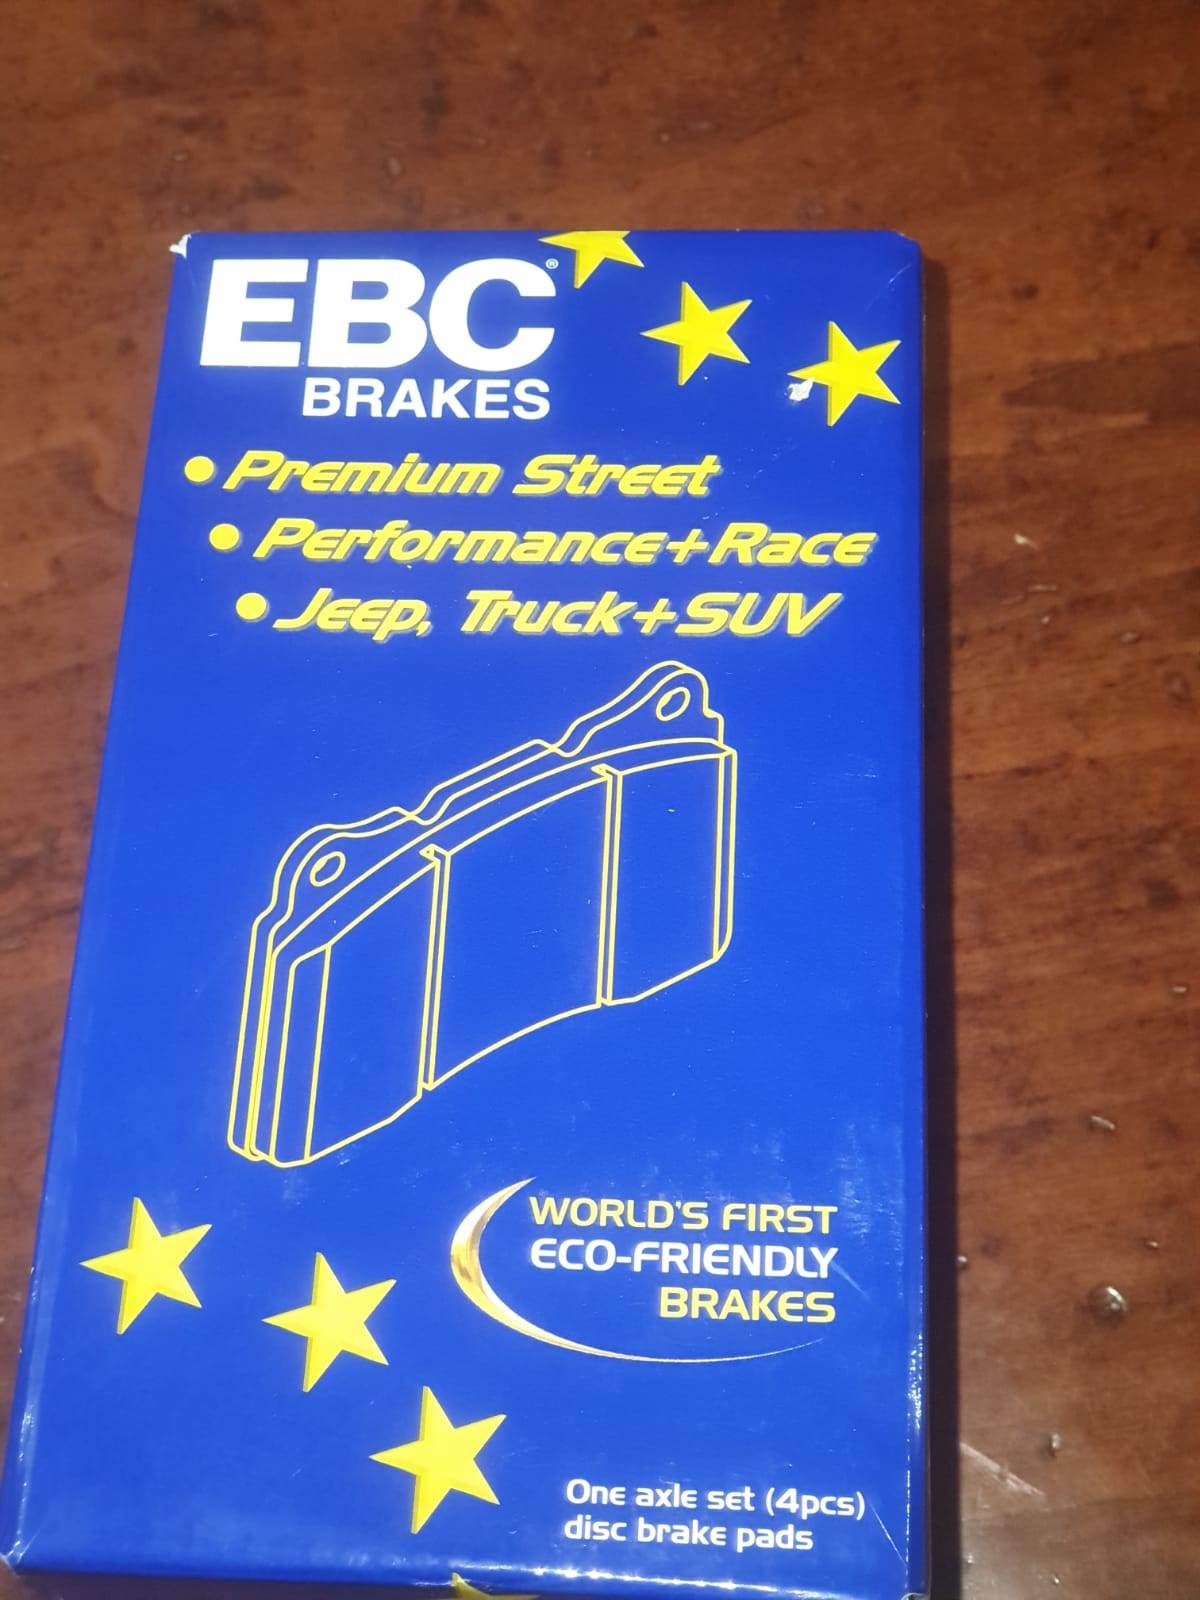 EBC®
BRAKES
• Premium Street
• Performance+Race
• Jeep, Truck+SUV
WORLD'S FIRST
ECO-FRIENDLY
BRAKES
One axle set (4pcs)
disc brake pads